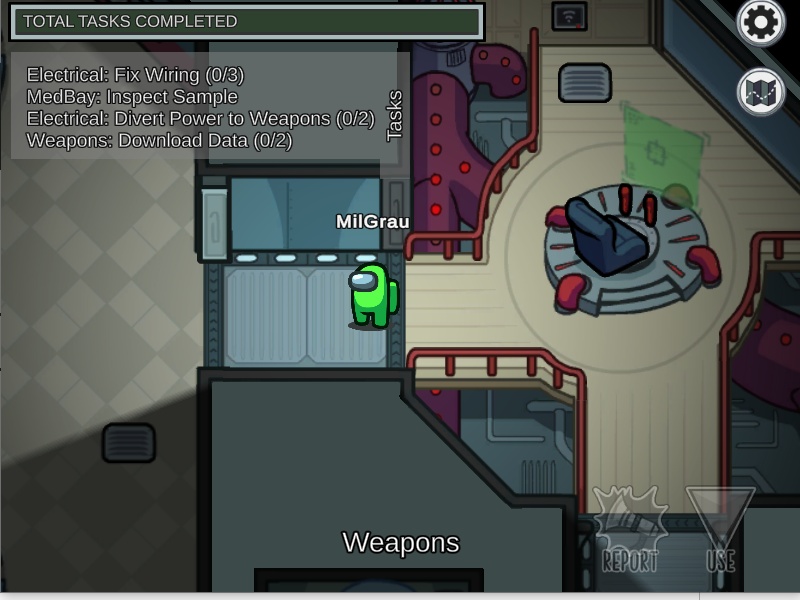 TOTAL TASKS COMPLETED
Electrical: Fix Wiring (0/3)
MedBay: Inspect Sample
Electrical: Divert Power to Weapons (0/2)
Weapons: Download Data (0/2)
Tasks
MilGrau
Weapons
REPORT
USE